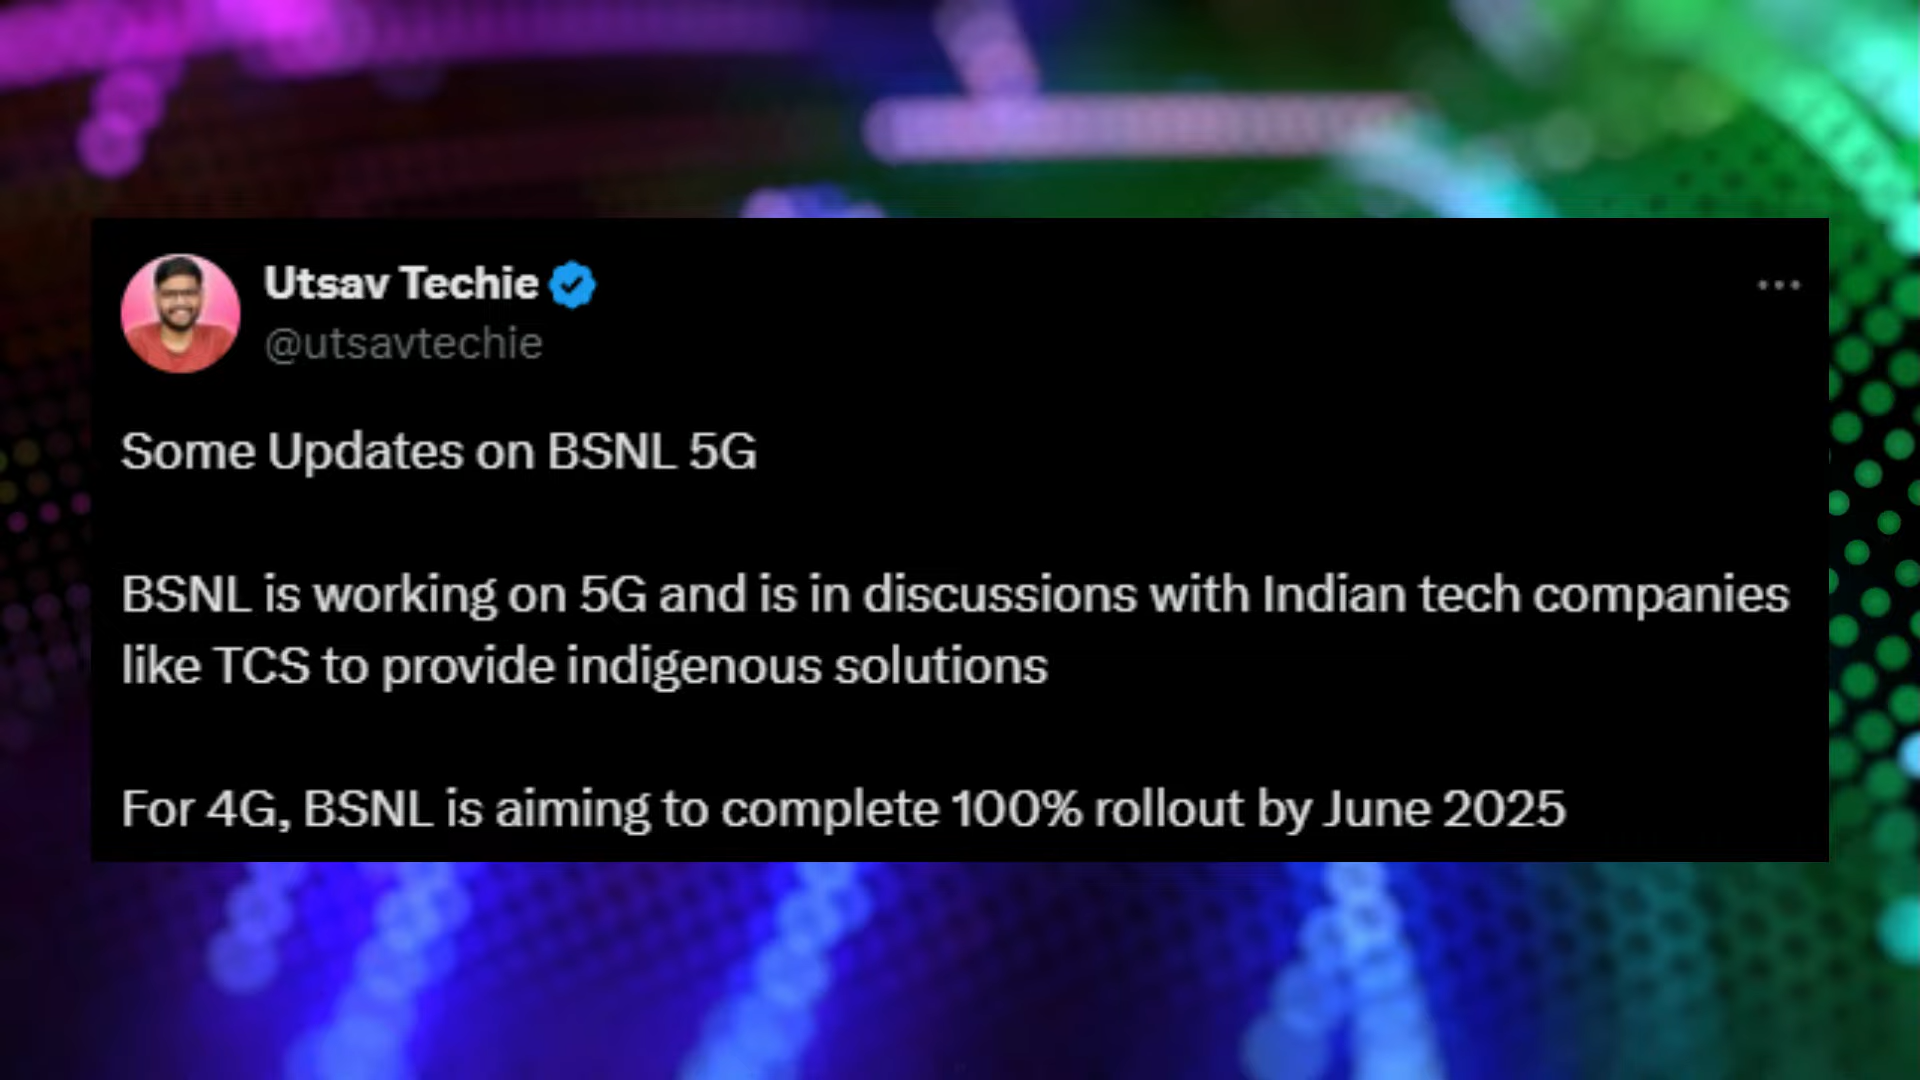 Utsav Techie
@utsavtechie
Some Updates on BSNL 5G
BSNL is working on 5G and is in discussions with Indian tech companies
like TCS to provide indigenous solutions
For 4G, BSNL is aiming to complete 100% rollout by June 2025